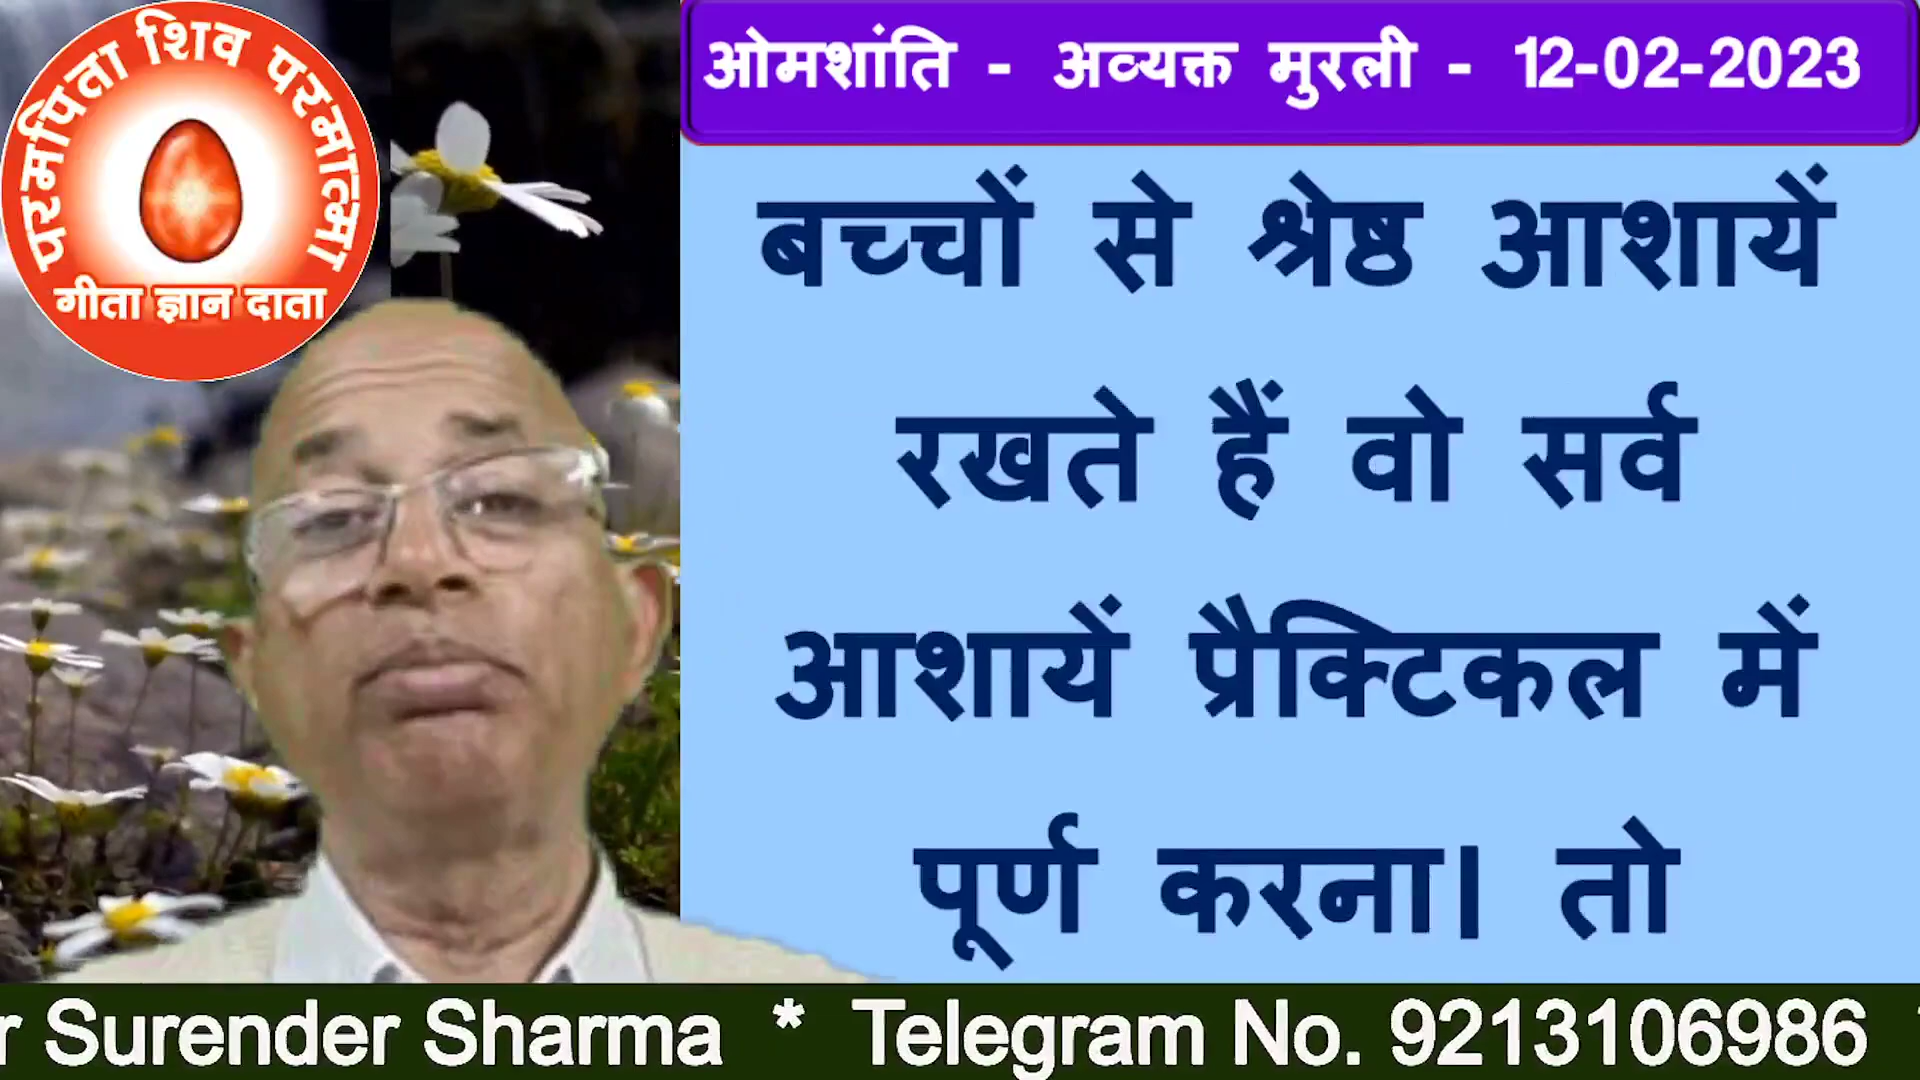 परमपिता शिव परमात्मा
गीता ज्ञान दाता
ओमशांति - अव्यक्त मुरली - 12-02-2023
बच्चों से श्रेष्ठ आशायें
रखते हैं वो सर्व
आशायें प्रैक्टिकल में
पूर्ण करना। तो
r Surender Sharma * Telegram No. 9213106986